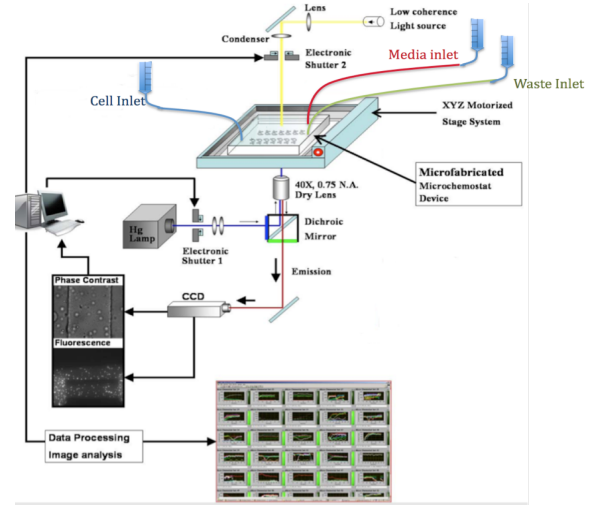 Lens
Low coherence
Light source
Condenser
Electronic
Shutter 2
Media inlet
Waste Inlet
Cell Inlet
XYZ Motorized
Stage System
Microfabricated
Microchemostat
Device
40X, 0.75 N.A.
Dry Lens
Hg
Lamp
Dichroic
Mirror
Electronic
Shutter 1
Emission
Phase Contrast
CCD
Fluorescence
Data Processing
Image analysis